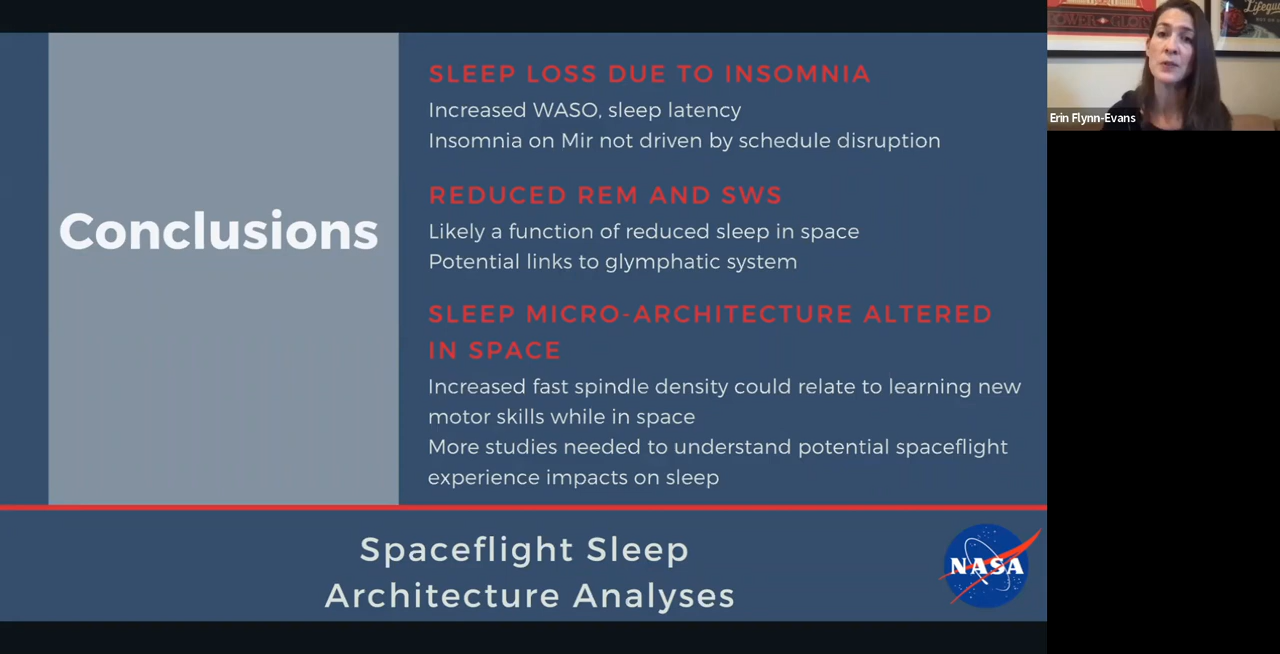 SLEEP LOSS DUE TO INSOMNIA
Increased WASO, sleep latency
Insomnia on Mir not driven by schedule disruption
Conclusions
REDUCED REM AND SWS
Likely a function of reduced sleep in space
Potential links to glymphatic system
SLEEP MICRO-ARCHITECTURE ALTERED
IN SPACE
Increased fast spindle density could relate to learning new
motor skills while in space
More studies needed to understand potential spaceflight
experience impacts on sleep
Spaceflight Sleep
Architecture Analyses
NASA
Erin Flynn-Evans